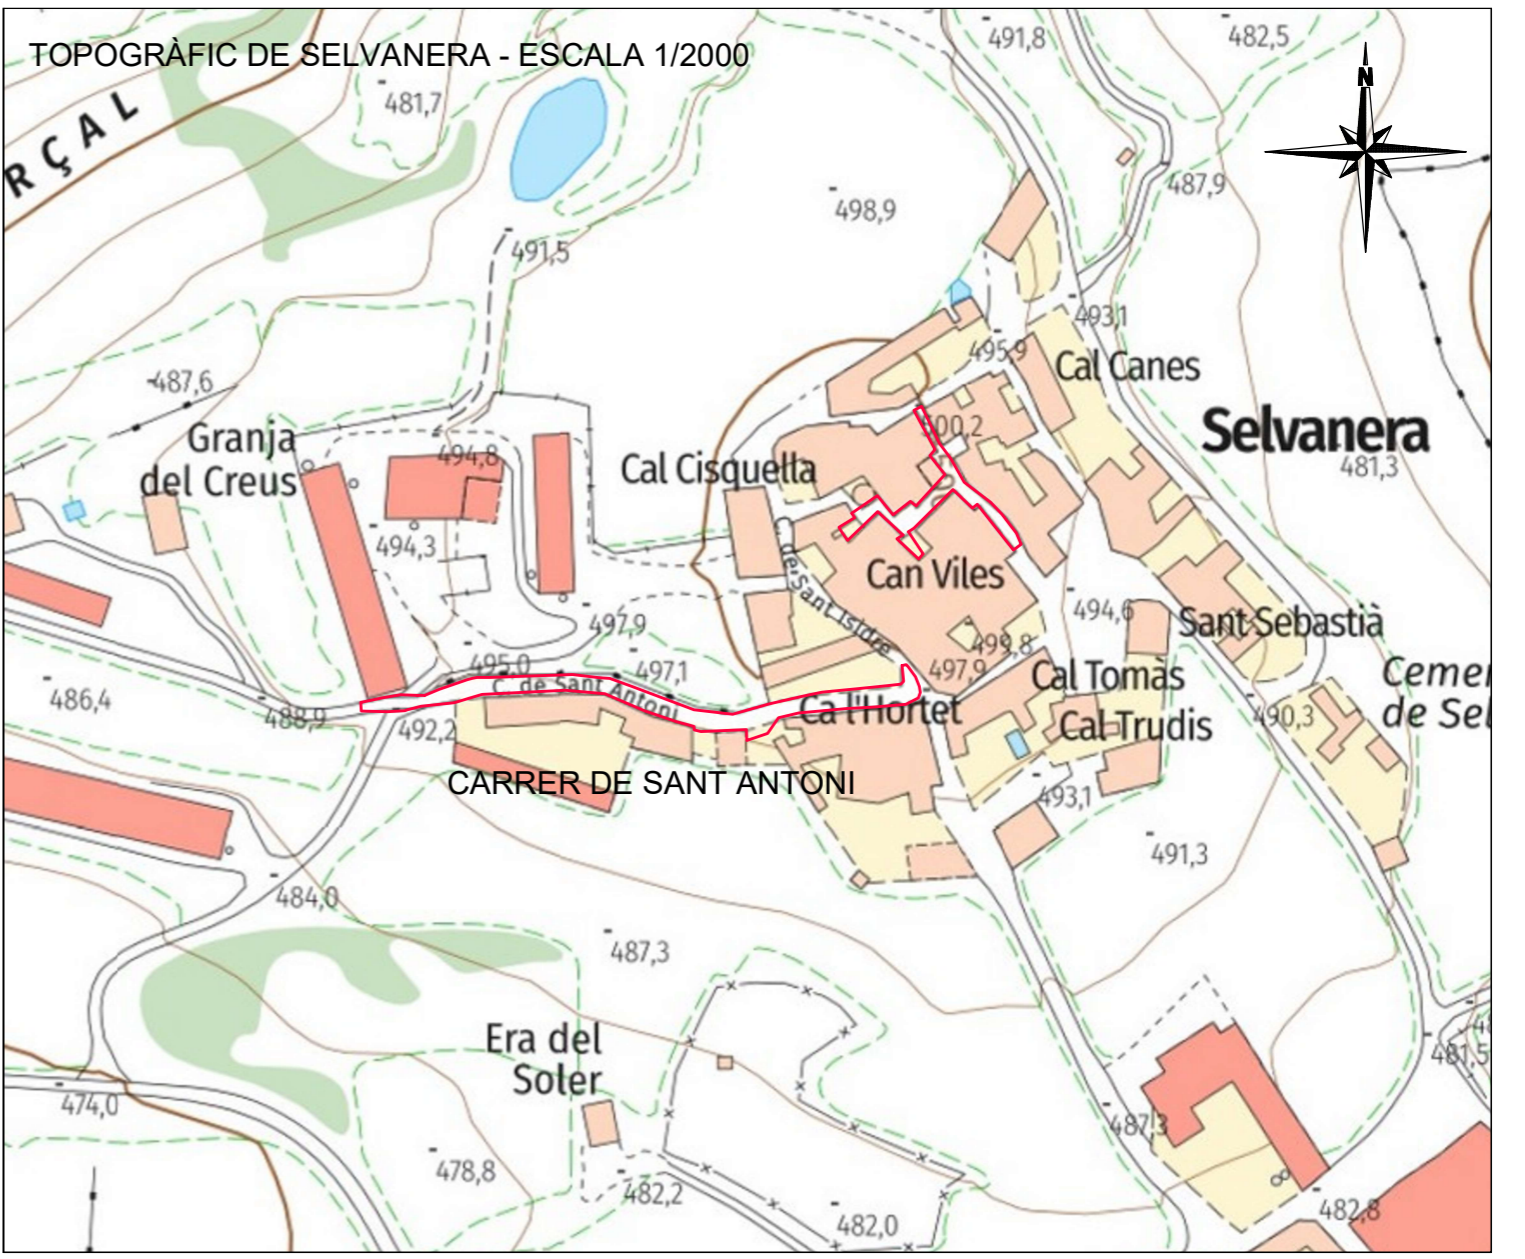 TOPOGRÀFIC DE SELVANERA - ESCALA 1/2000
491,8
482,5
N
481,7
RÇAL
487,9
498,9
491,5
493,1
495,9
Cal Canes
487,6
Selvanera
500,2
Granja
del Creus
494,8
Cal Cisquella
481,3
494,3
C. de Sant Isidre
Can Viles
494,6
497,9
Sant Sebastià
499,8
495,0
497,1
497,9
Cal Tomàs
Cemer
de Sel
486,4
C. de Sant Antoni
488,9
Ca l'Hortet
490,3
492,2
Cal Trudis
CARRER DE SANT ANTONI
493,1
491,3
484,0
487,3
Era del
Soler
481,5
474,0
487,3
478,8
482,2
482,0
482,8